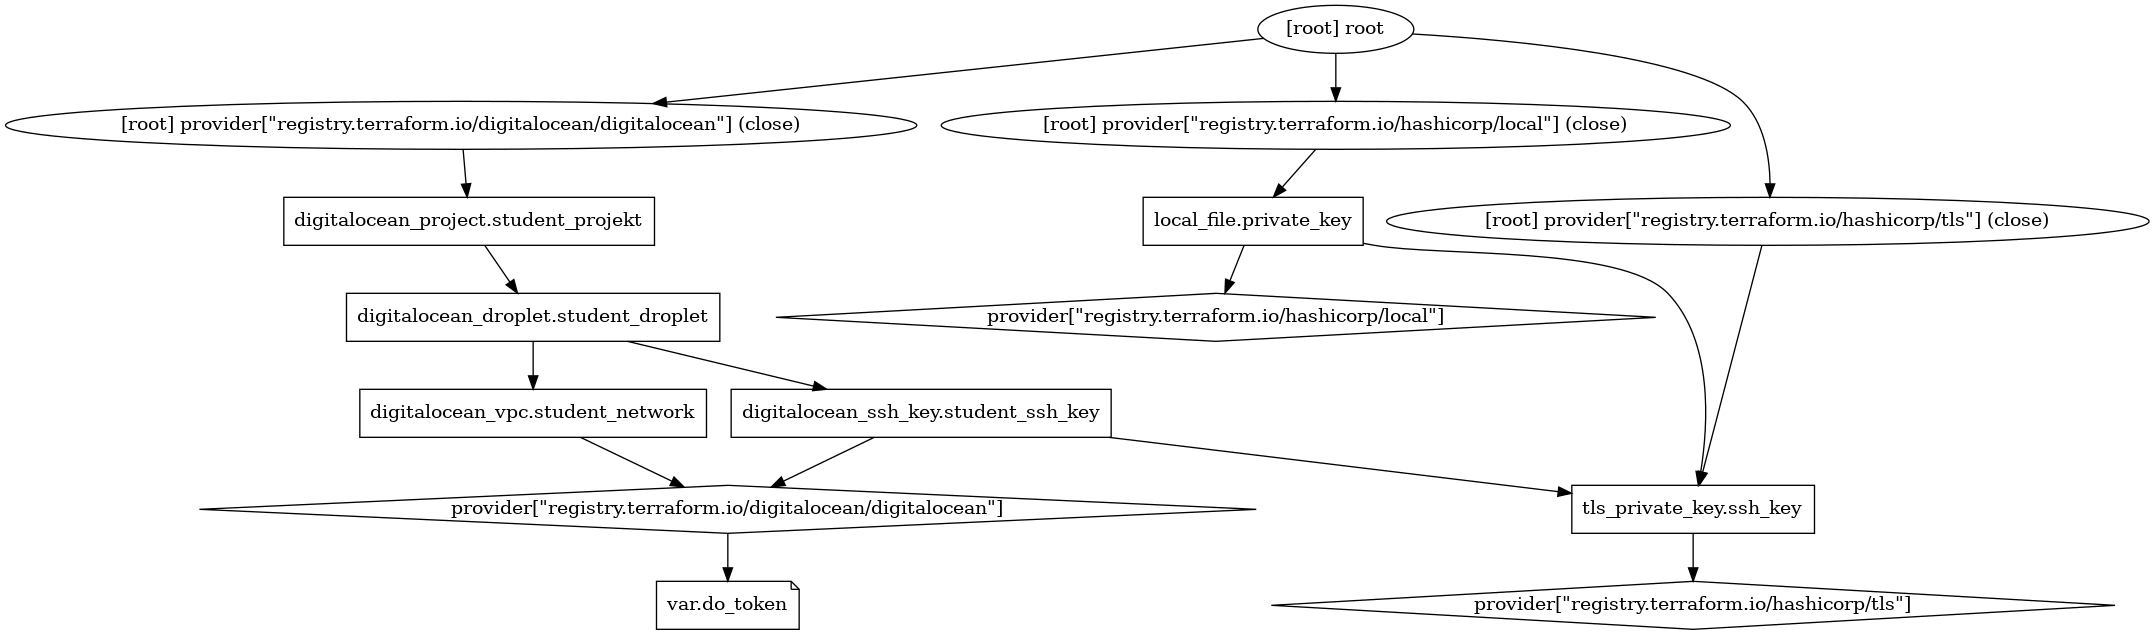 [root] root
[root] provider["registry.terraform.io/digitalocean/digitalocean"] (close)
[root] provider["registry.terraform.io/hashicorp/local"] (close)
digitalocean_project.student_projekt
local_file.private_key
[root] provider["registry.terraform.io/hashicorp/tls"] (close)
digitalocean_droplet.student_droplet
provider["registry.terraform.io/hashicorp/local"]
digitalocean_vpc.student_network
digitalocean_ssh_key.student_ssh_key
provider["registry.terraform.io/digitalocean/digitalocean"]
tls_private_key.ssh_key
var.do_token
provider["registry.terraform.io/hashicorp/tls"]